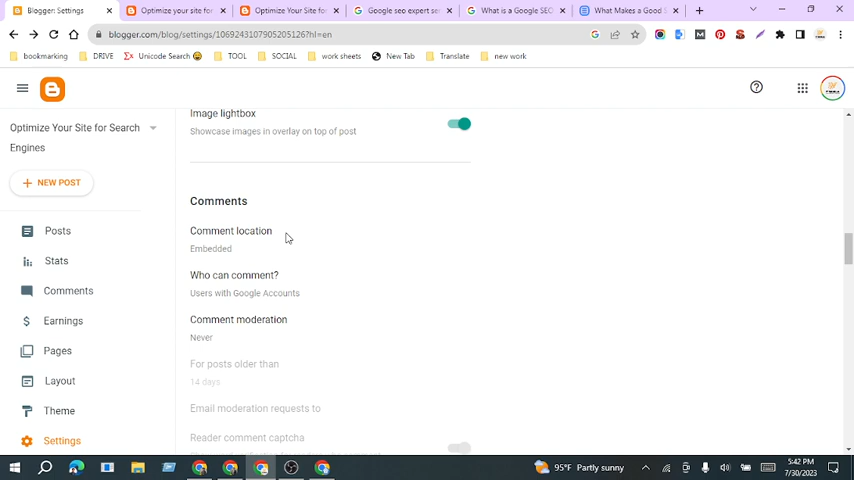 Blogger: Settings
Optimize your site for
Optimize Your Site for
Google seo expert se
What is a Google SEO
What Makes a Good S
blogger.com/blog/settings/1069243107905205126?hl=en
bookmarking
DRIVE
Unicode Search
TOOL
SOCIAL
work sheets
New Tab
Translate
new work
Optimize Your Site for Search
Engines
NEW POST
Posts
Stats
Comments
Earnings
Pages
Layout
Theme
Settings
Image lightbox
Showcase images in overlay on top of post
Comments
Comment location
Embedded
Who can comment?
Users with Google Accounts
Comment moderation
Never
For posts older than
14 days
Email moderation requests to
Reader comment captcha
95°F Partly sunny
5:42 PM
7/30/2023